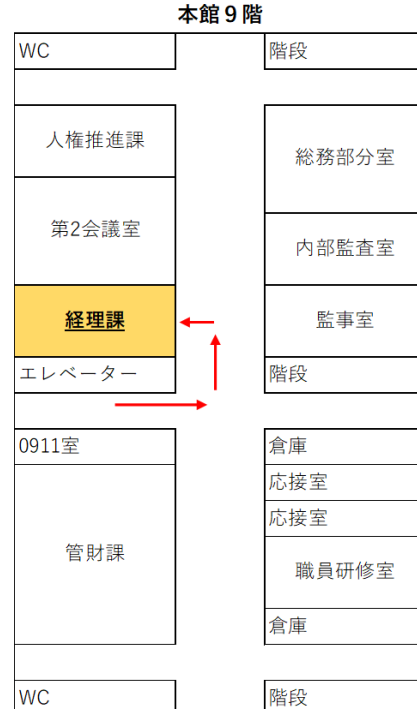 本館９階
WC
階段
人権推進課
総務部分室
第2会議室
内部監査室
経理課
監事室
エレベーター
階段
0911室
倉庫
応接室
応接室
管財課
職員研修室
倉庫
WC
階段